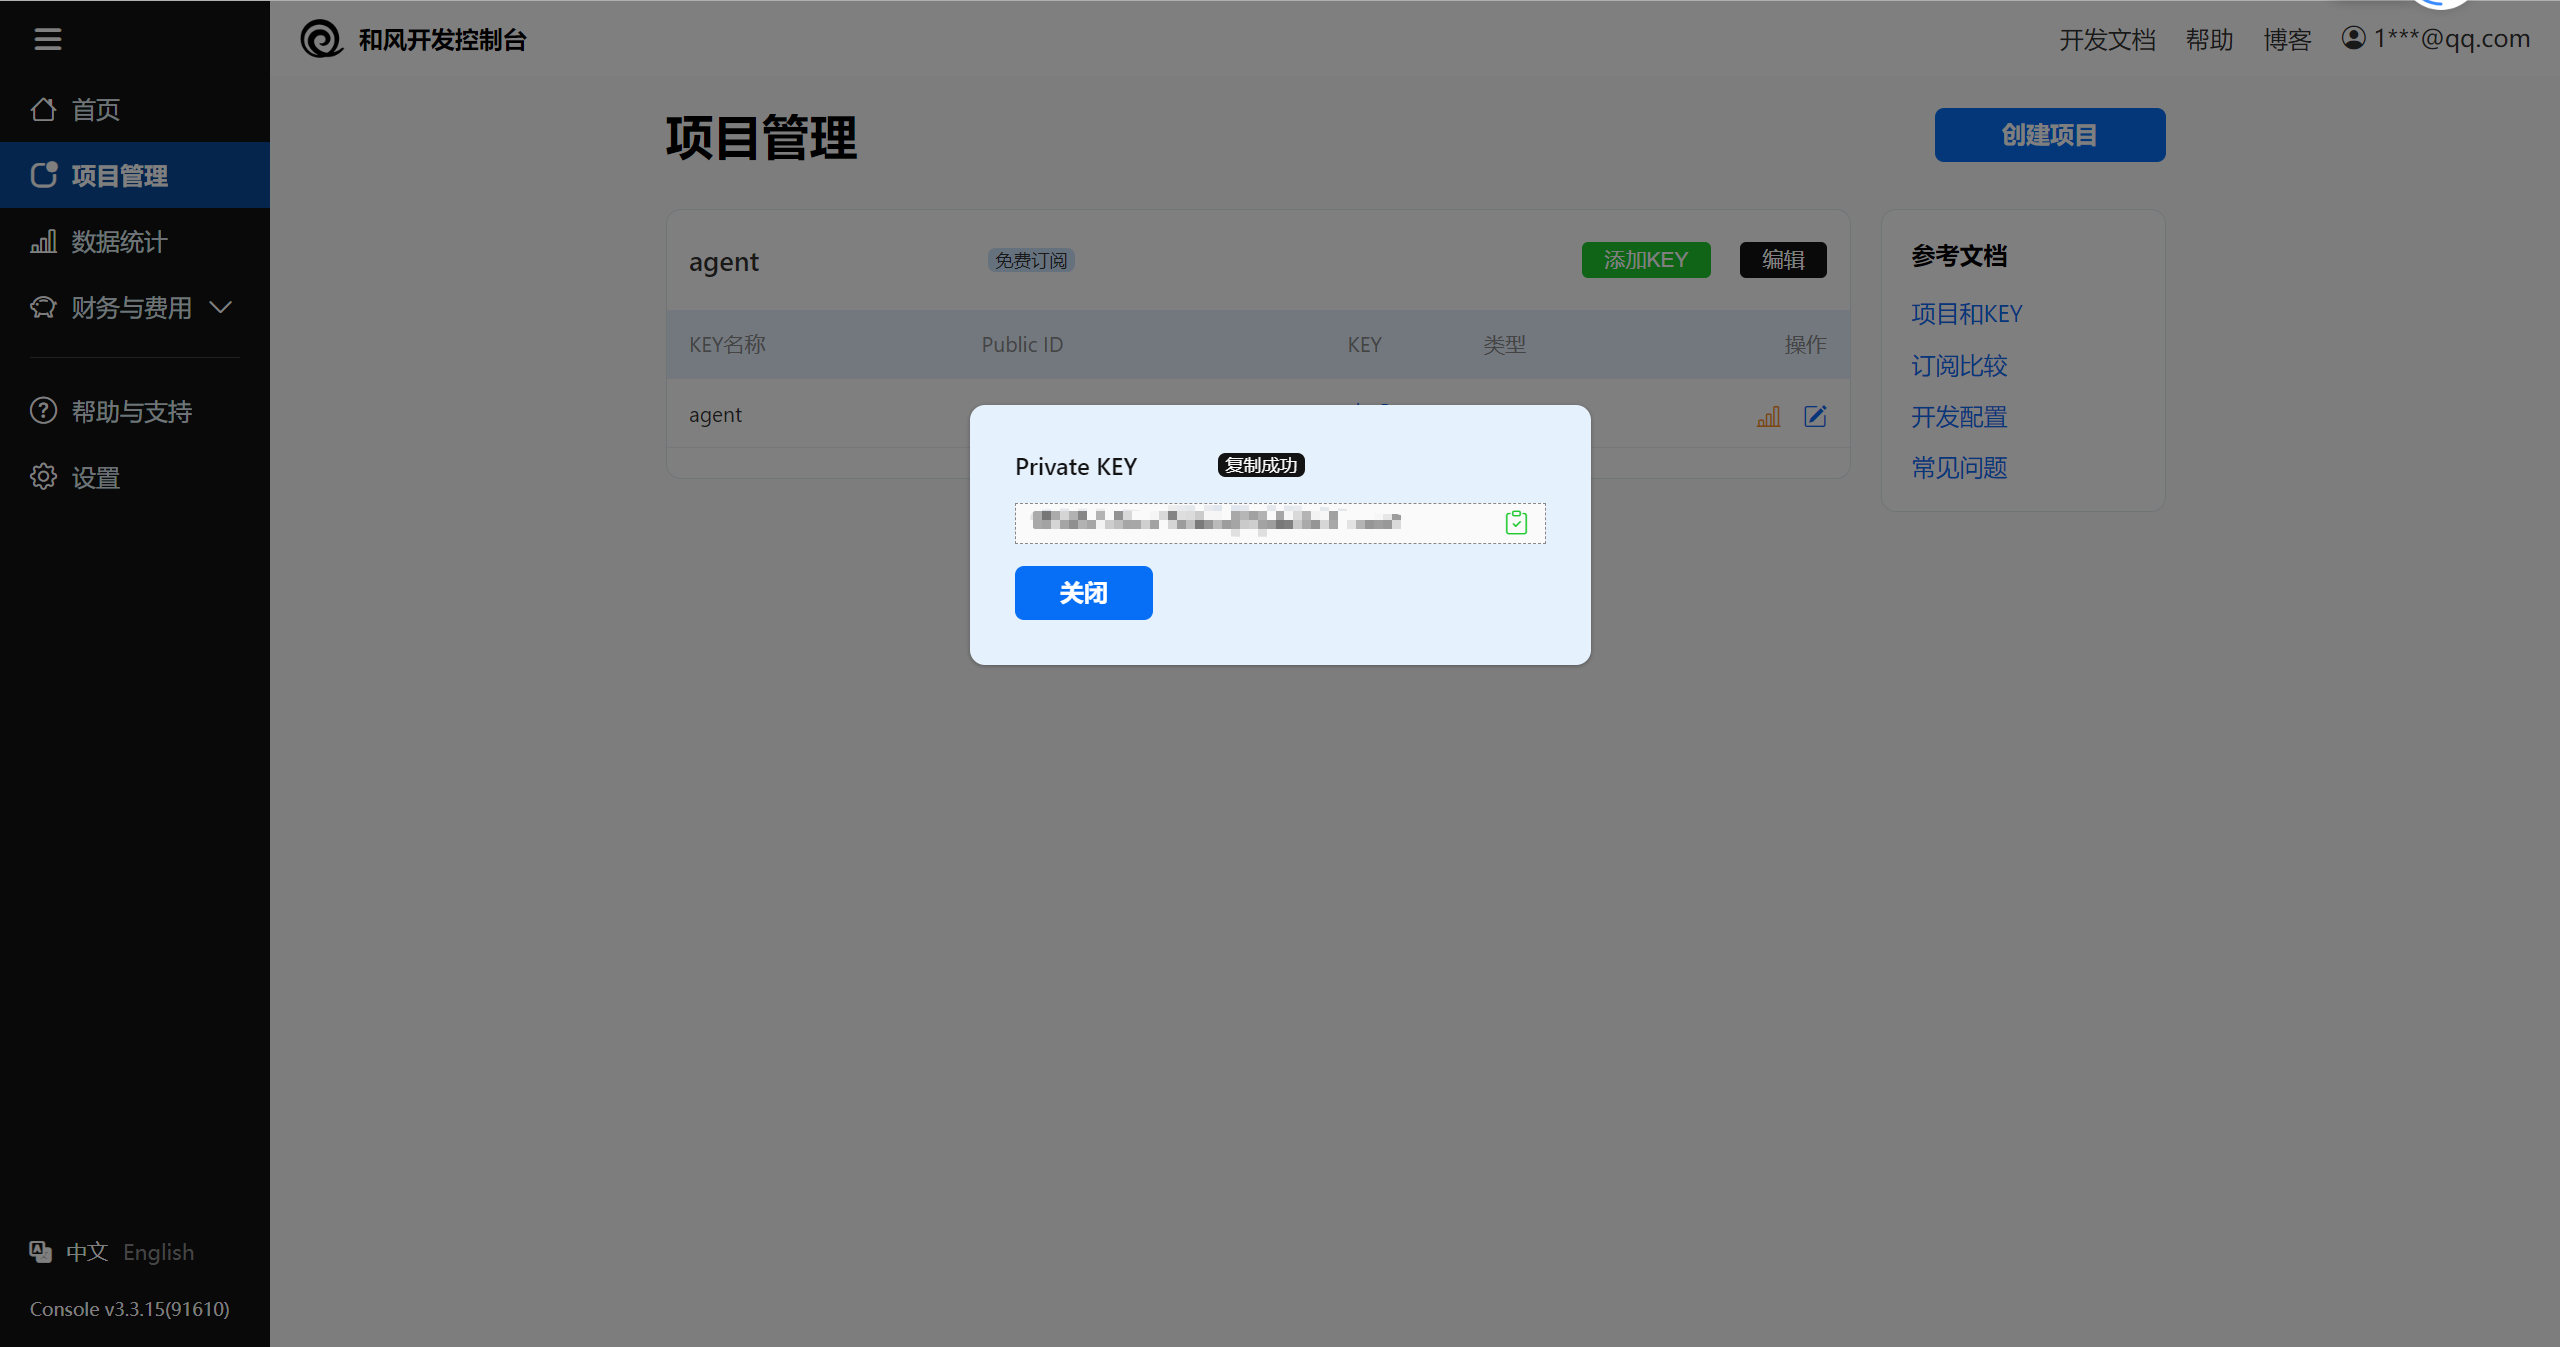 和风开发控制台
开发文档 帮助 博客 1***@qq.com
首页
项目管理
数据统计
财务与费用
帮助与支持
设置
中文 English
Console v3.3.15(91610)
项目管理
创建项目
agent 免费订阅 添加KEY 编辑
KEY名称 Public ID KEY 类型 操作
agent
Private KEY 复制成功
关闭
参考文档
项目和KEY
订阅比较
开发配置
常见问题